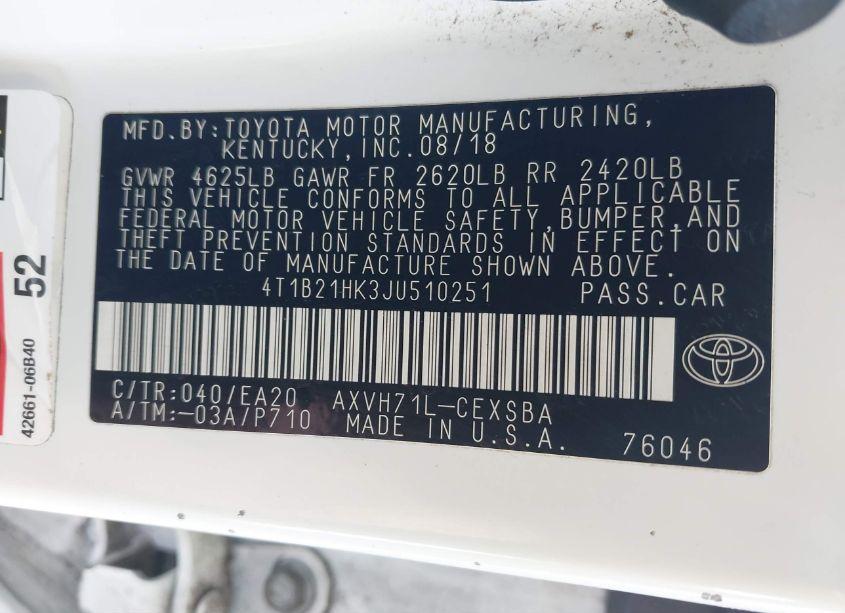 MFD.BY:TOYOTA MOTOR MANUFACTURING,
KENTUCKY,INC.08/18
GVWR 4625LB GAWR FR 2620LB RR 2420LB
THIS VEHICLE CONFORMS TO ALL APPLICABLE
FEDERAL MOTOR VEHICLE SAFETY,BUMPER,AND
THEFT PREVENTION STANDARDS IN EFFECT ON
THE DATE OF MANUFACTURE SHOWN ABOVE.
4T1B21HK3JU510251 PASS.CAR
C/TR:040/EA20 AXVH71L-CEXSBA
A/TM:-03A/P710 MADE IN U.S.A. 76046
52
42661-06B40